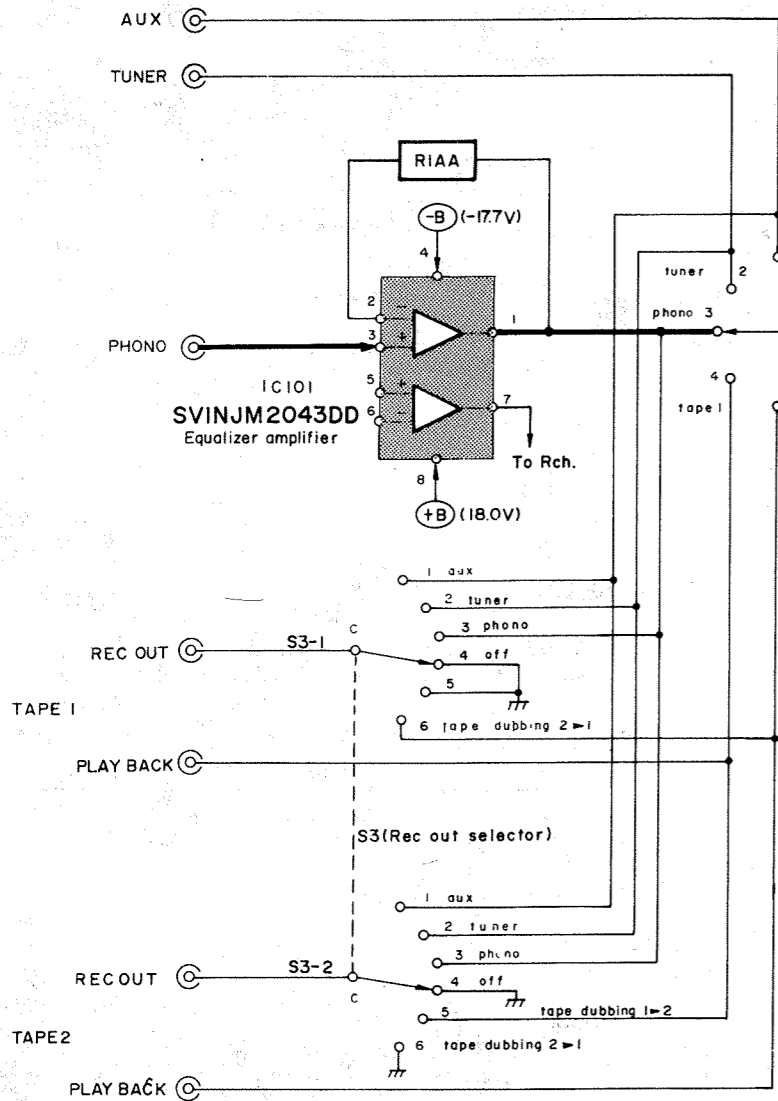 AUX
TUNER
RIAA
-B (-17.7V)
4
tuner 2
2 -
phono 3
1
PHONO
3 +
4
IC101
5 +
tape 1
SVINJM2043DD
6 -
7
Equalizer amplifier
To Rch.
8
+B (18.0V)
1 aux
2 tuner
3 phono
C
REC OUT
S3-1
4 off
5
TAPE 1
6 tape dubbing 2►1
PLAY BACK
S3(Rec out selector)
1 aux
2 tuner
3 phono
REC OUT
S3-2
4 off
C
5 tape dubbing 1►2
TAPE2
6 tape dubbing 2►1
PLAY BACK